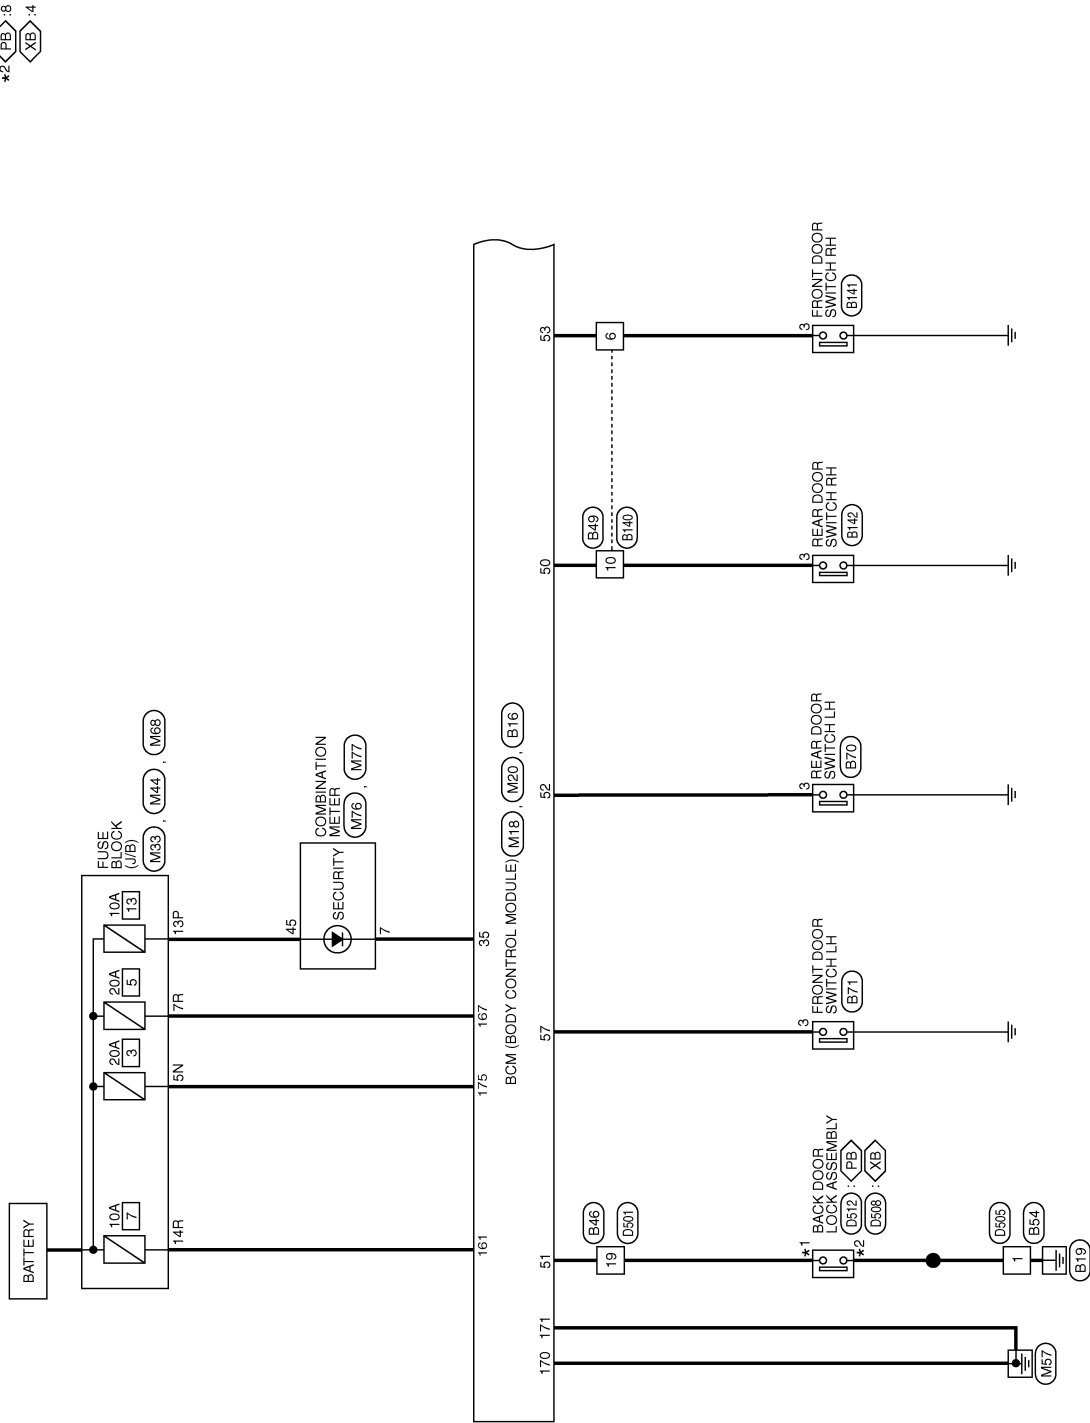 *2 PB :8
XB :4
BATTERY
FUSE
BLOCK
(J/B)
M33 , M44 , M68
10A
7
20A
3
20A
5
10A
13
14R
5N
7R
13P
COMBINATION
METER
M76 , M77
45
SECURITY
7
161
175
167
35
BCM (BODY CONTROL MODULE) M18 , M20 , B16
170
171
51
57
52
50
53
B46
19
D501
B49
10
B140
6
*1
BACK DOOR
LOCK ASSEMBLY
D512 : PB
D508 : XB
*2
3
FRONT DOOR
SWITCH LH
B71
3
REAR DOOR
SWITCH LH
B70
3
REAR DOOR
SWITCH RH
B142
3
FRONT DOOR
SWITCH RH
B141
D505
1
B54
B19
M57